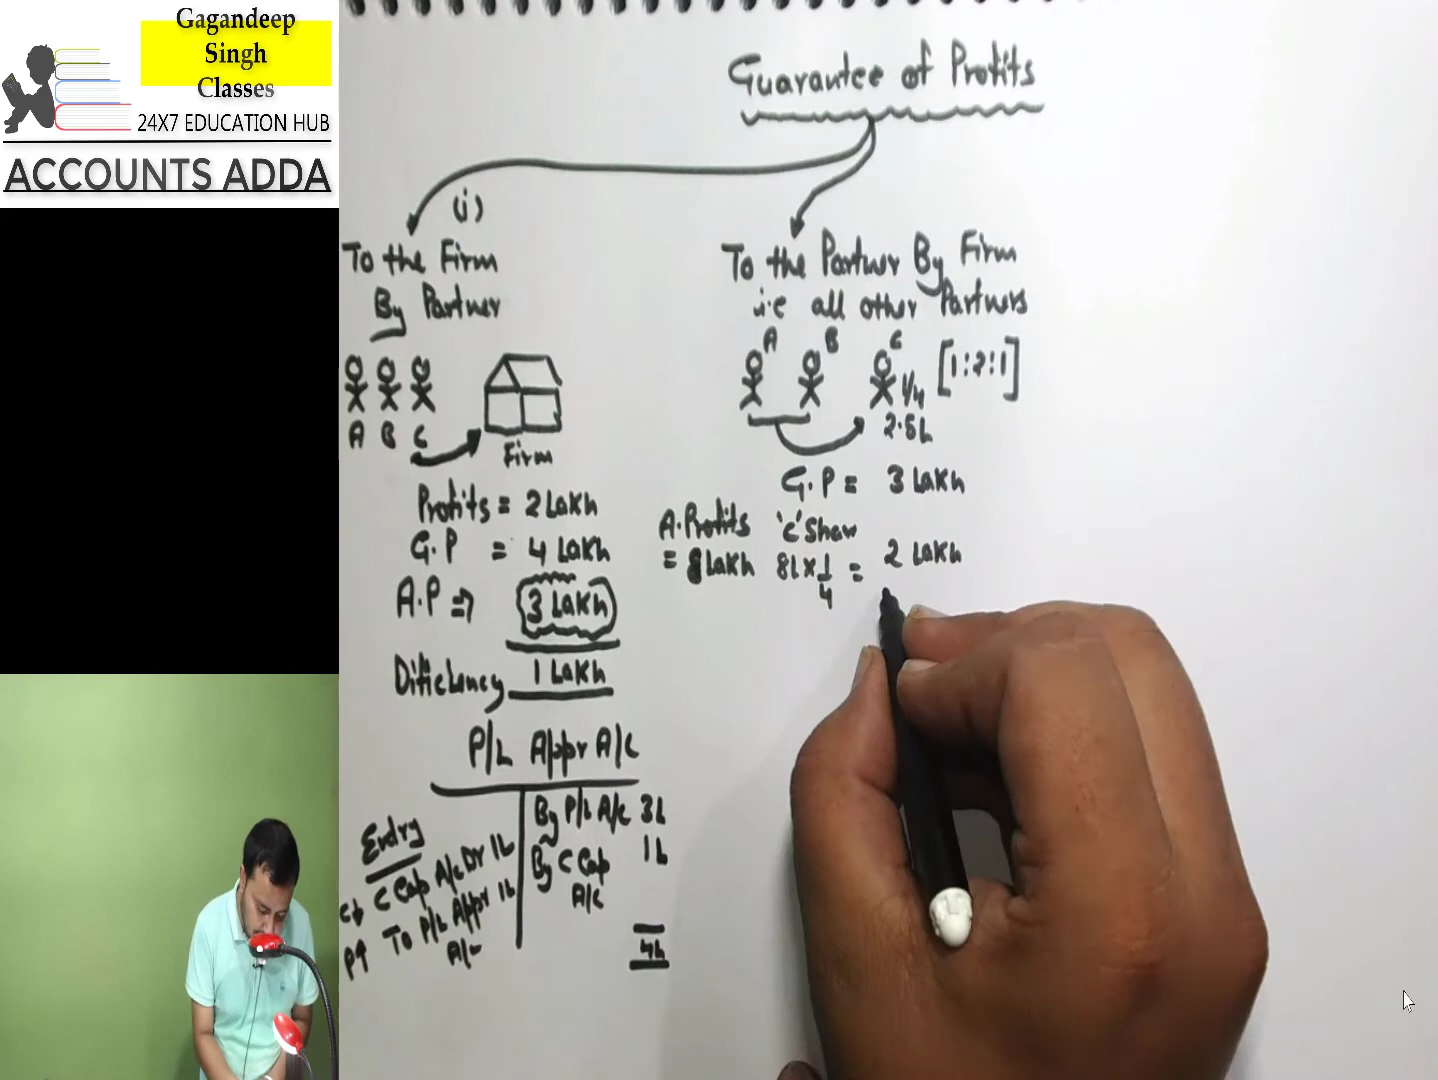 Gagandeep
Singh
Classes
24X7 EDUCATION HUB
ACCOUNTS ADDA
Guarantee of Profits
(i)
To the Firm
By Partner
A B C
Firm
Profits = 2 Lakh
G.P = 4 Lakh
A.P ⇒ 3 Lakh
Dificiency 1 Lakh
P/L Appr A/c
By P/L A/c 3L
By C Cap A/c 1L
4L
Entry
C Cap A/c Dr 1L
To P/L Appr 1L
A/c
To the Partner By Firm
i.e all other Partners
A B C
1/4
[1:2:1]
2.5L
G.P = 3 Lakh
A.Profits
= 8 Lakh
'C' Share
8L x 1/4 = 2 Lakh